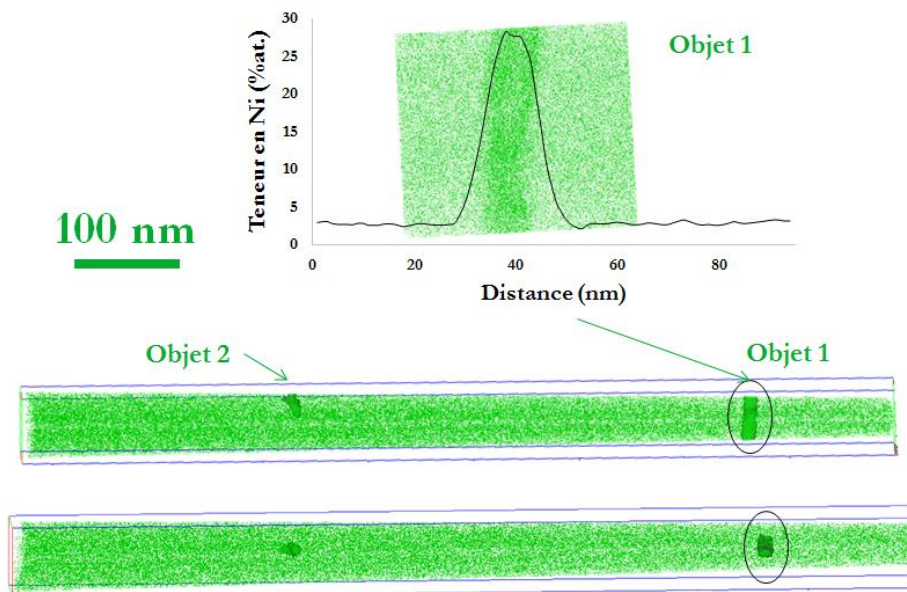 30
25
20
15
10
5
0
Teneur en Ni (%at.)
Objet 1
0 20 40 60 80
Distance (nm)
100 nm
Objet 2
Objet 1